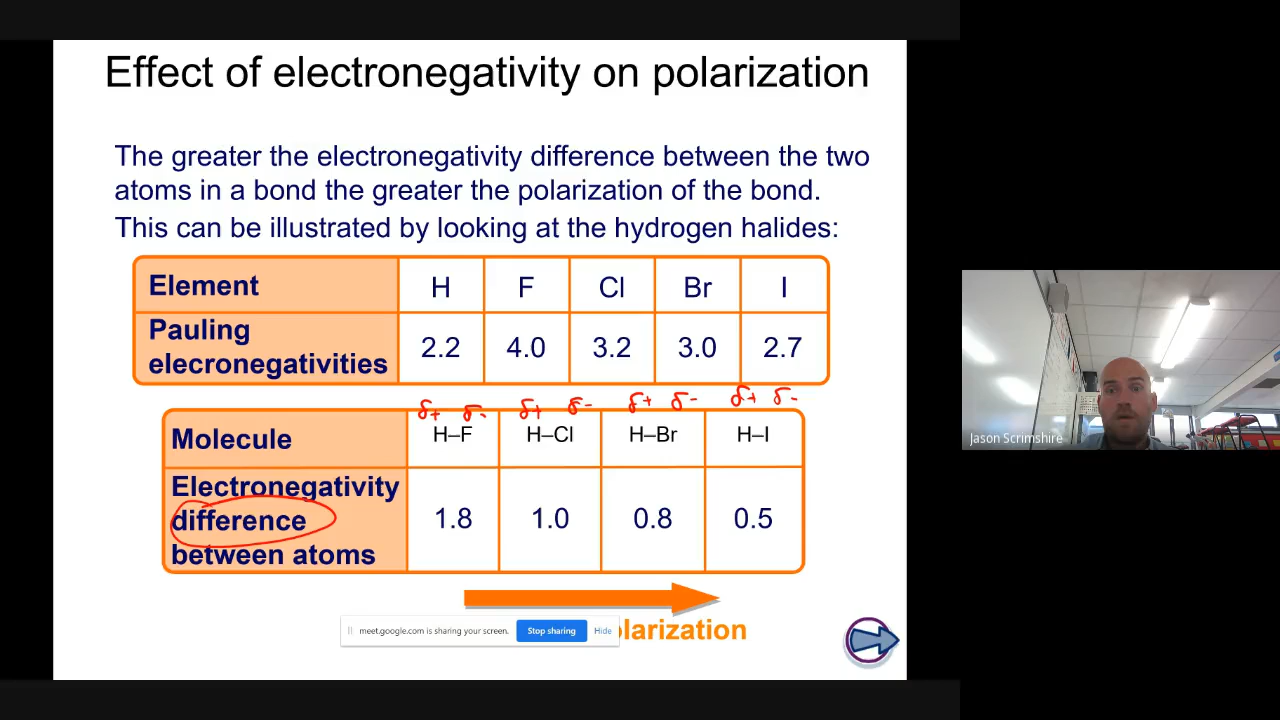 Effect of electronegativity on polarization
The greater the electronegativity difference between the two
atoms in a bond the greater the polarization of the bond.
This can be illustrated by looking at the hydrogen halides:
Element H F Cl Br I
Pauling
elecronegativities 2.2 4.0 3.2 3.0 2.7
δ+ δ- δ+ δ- δ+ δ- δ+ δ-
Molecule H–F H–Cl H–Br H–I
Electronegativity
difference 1.8 1.0 0.8 0.5
between atoms
meet.google.com is sharing your screen. Stop sharing Hide
larization
Jason Scrimshire